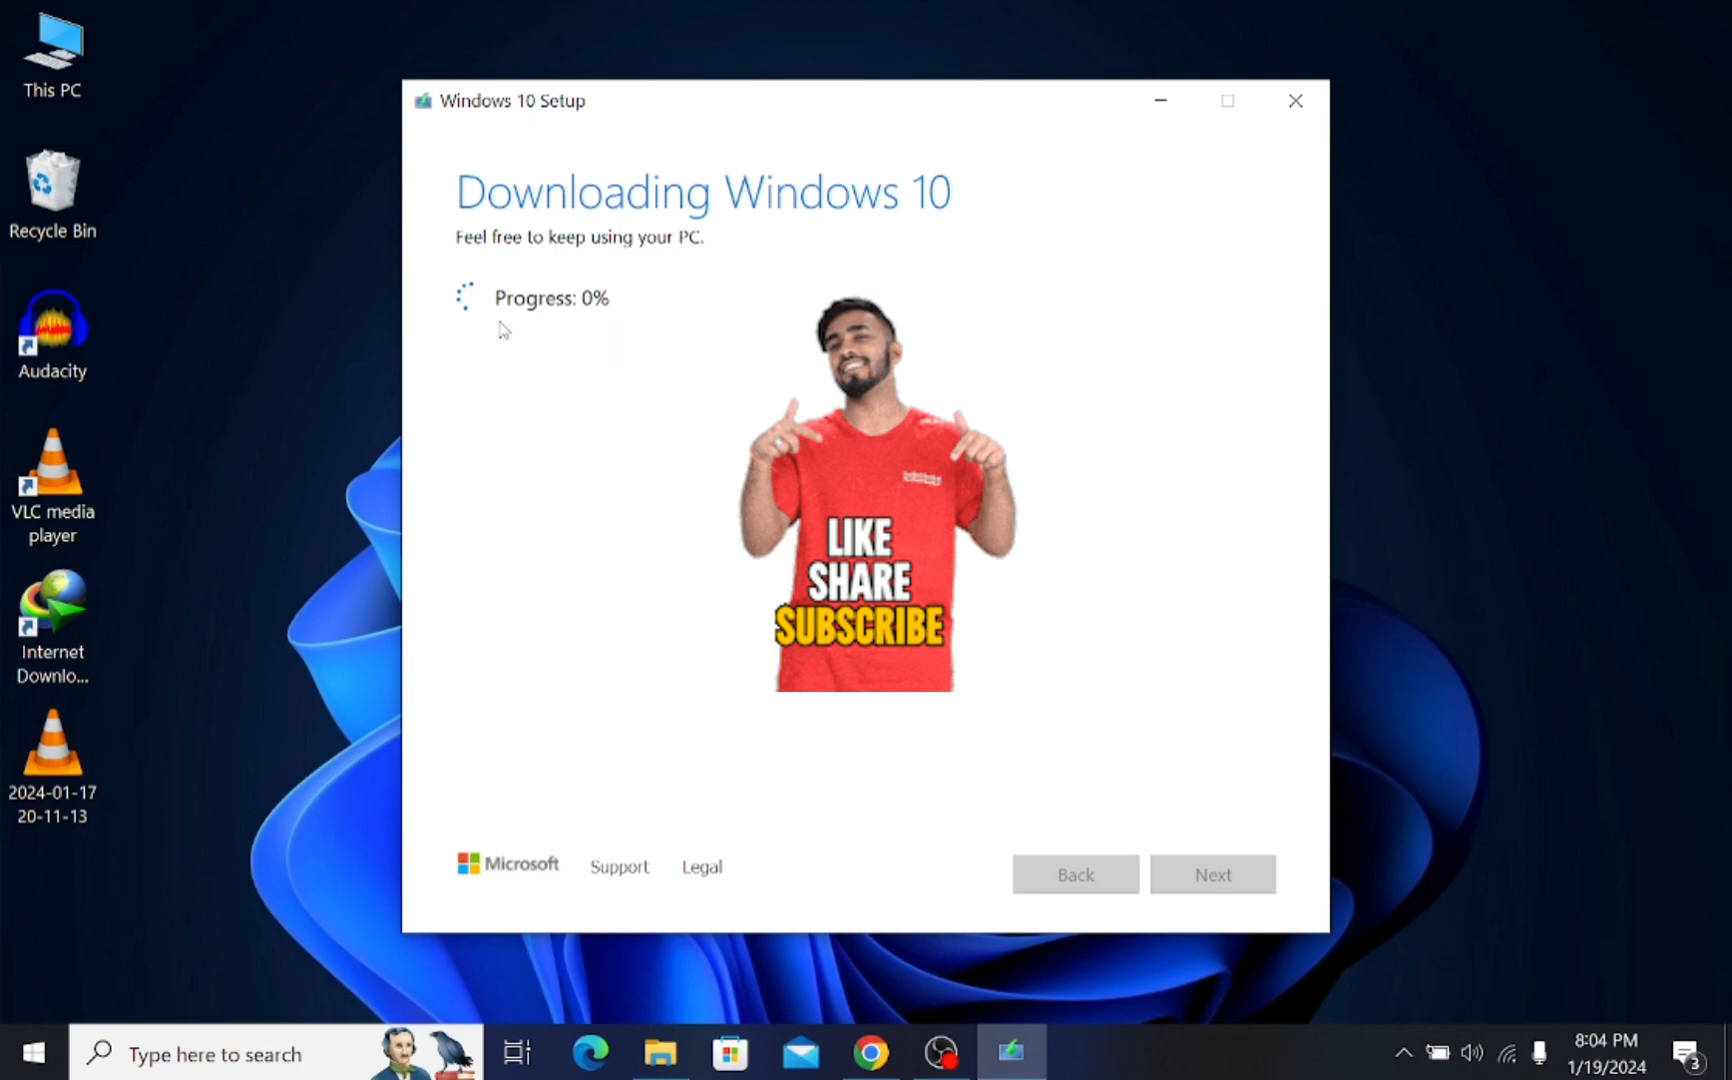 This PC
Recycle Bin
Audacity
VLC media
player
Internet
Downlo...
2024-01-17
20-11-13
Windows 10 Setup
Downloading Windows 10
Feel free to keep using your PC.
Progress: 0%
LIKE
SHARE
SUBSCRIBE
Microsoft
Support
Legal
Back
Next
Type here to search
8:04 PM
1/19/2024
3